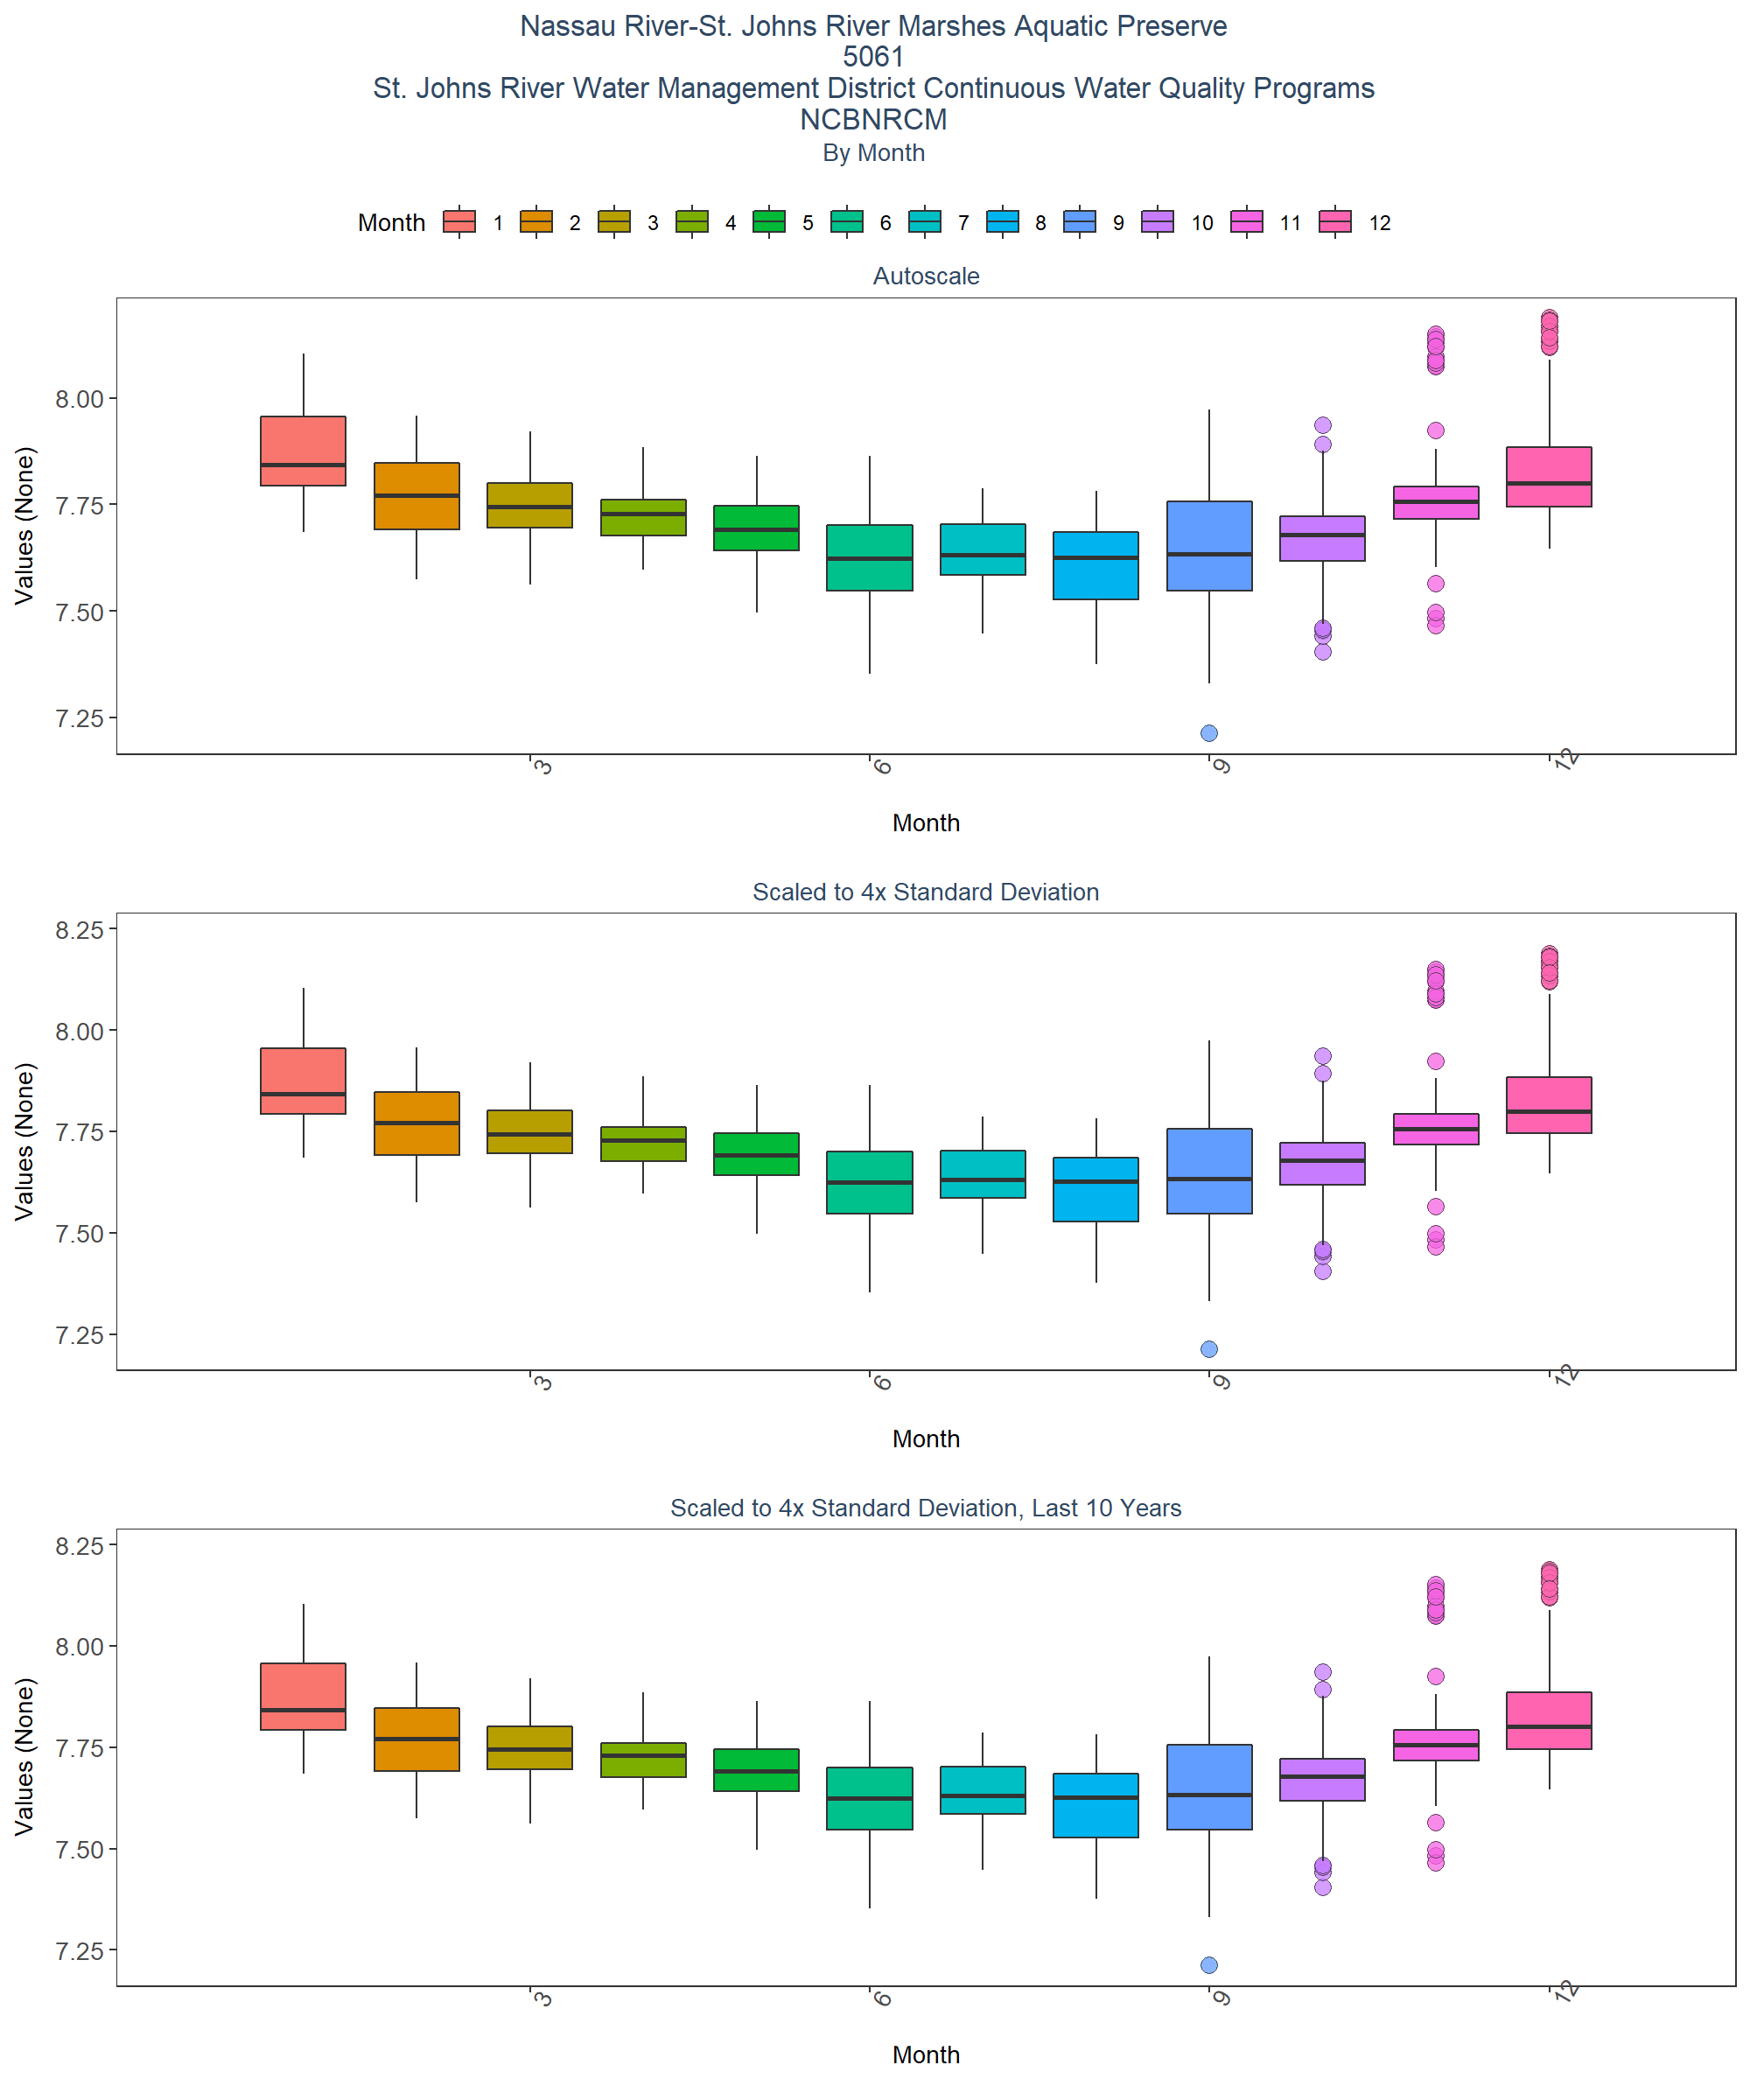 Nassau River-St. Johns River Marshes Aquatic Preserve
5061
St. Johns River Water Management District Continuous Water Quality Programs
NCBNRCM
By Month
Month 1 2 3 4 5 6 7 8 9 10 11 12
Autoscale
Values (None)
8.00
7.75
7.50
7.25
3 6 9 12
Month
Scaled to 4x Standard Deviation
Values (None)
8.25
8.00
7.75
7.50
7.25
3 6 9 12
Month
Scaled to 4x Standard Deviation, Last 10 Years
Values (None)
8.25
8.00
7.75
7.50
7.25
3 6 9 12
Month